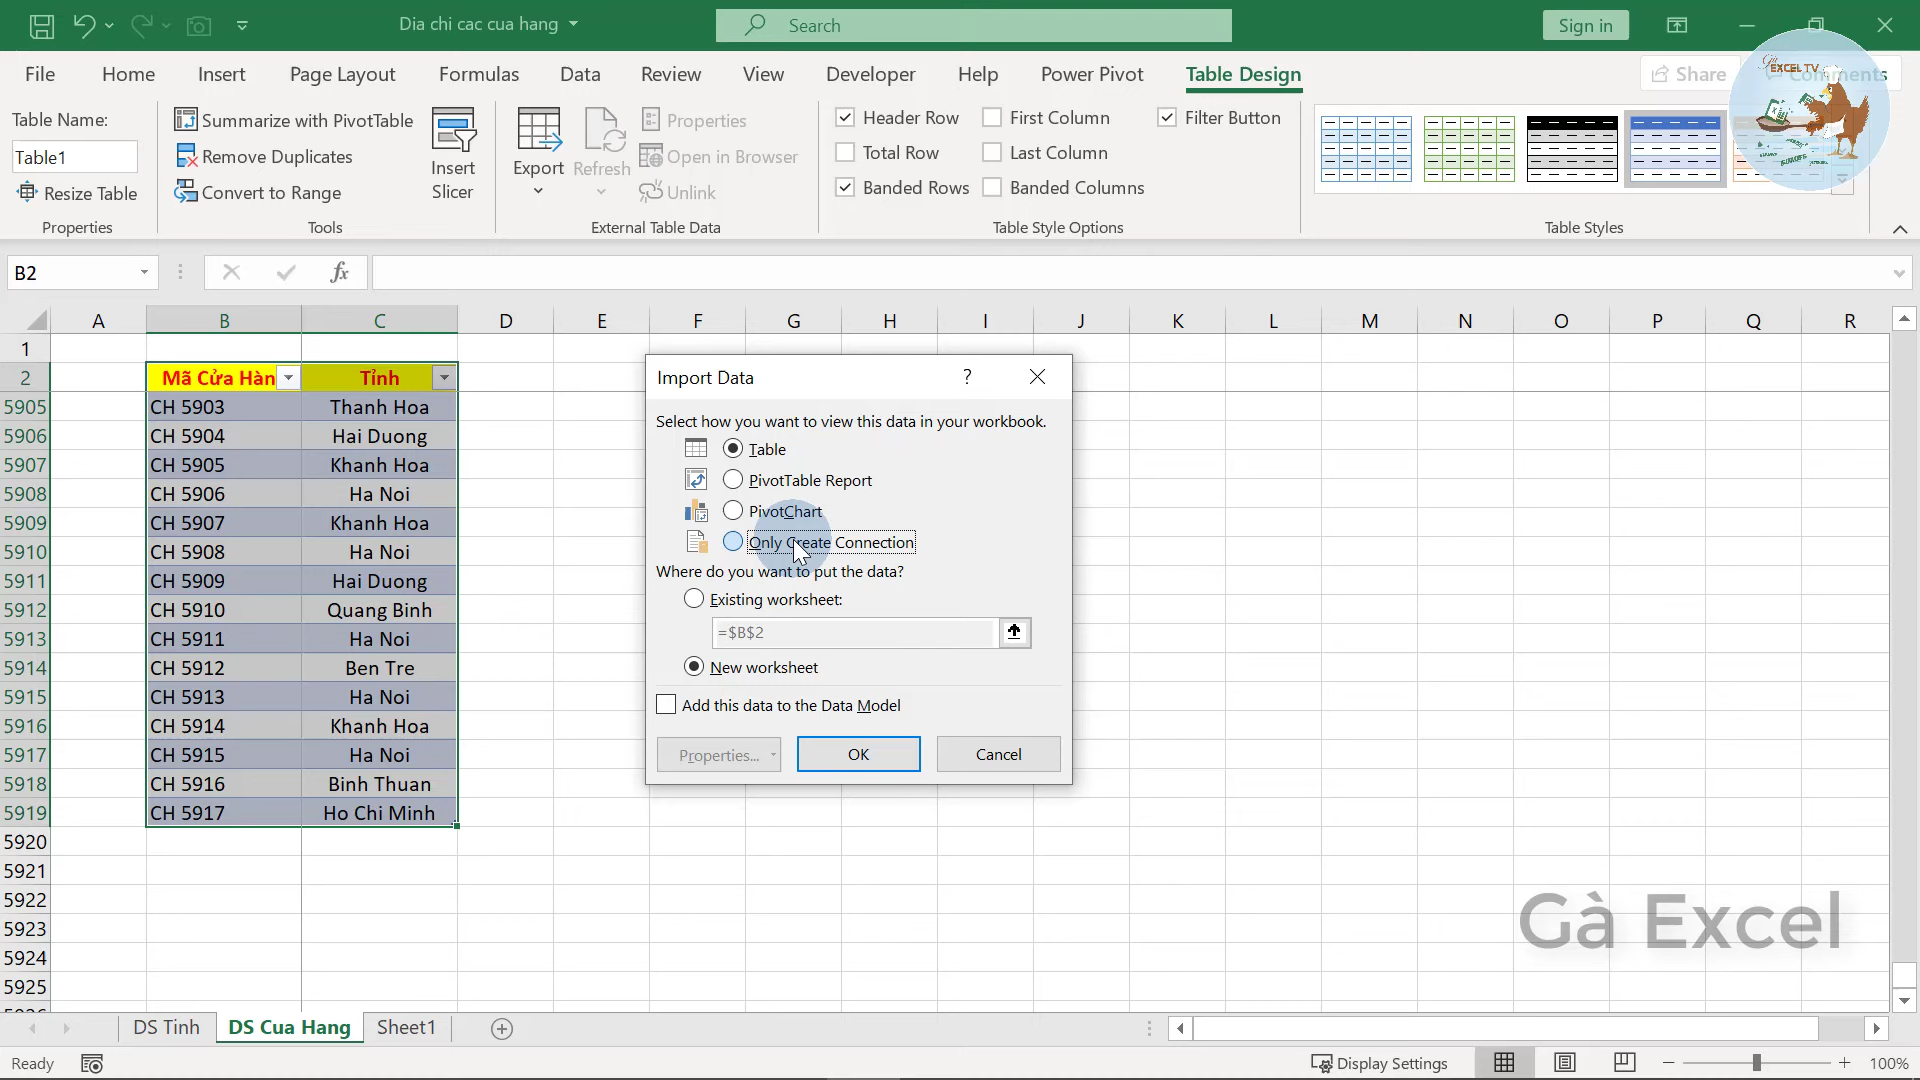 Dia chi cac cua hang
Search
Sign in
File Home Insert Page Layout Formulas Data Review View Developer Help Power Pivot Table Design
Share
Comments
EXCEL TV
Table Name:
Table1
Resize Table
Properties
Summarize with PivotTable
Remove Duplicates
Convert to Range
Tools
Insert Slicer
Export
Refresh
Properties
Open in Browser
Unlink
External Table Data
Header Row
First Column
Filter Button
Total Row
Last Column
Banded Rows
Banded Columns
Table Style Options
Table Styles
B2
fx
A B C D E F G H I J K L M N O P Q R
1
2 Mã Cửa Hàn Tỉnh
5905 CH 5903 Thanh Hoa
5906 CH 5904 Hai Duong
5907 CH 5905 Khanh Hoa
5908 CH 5906 Ha Noi
5909 CH 5907 Khanh Hoa
5910 CH 5908 Ha Noi
5911 CH 5909 Hai Duong
5912 CH 5910 Quang Binh
5913 CH 5911 Ha Noi
5914 CH 5912 Ben Tre
5915 CH 5913 Ha Noi
5916 CH 5914 Khanh Hoa
5917 CH 5915 Ha Noi
5918 CH 5916 Binh Thuan
5919 CH 5917 Ho Chi Minh
5920
5921
5922
5923
5924
5925
Import Data ?
Select how you want to view this data in your workbook.
Table
PivotTable Report
PivotChart
Only Create Connection
Where do you want to put the data?
Existing worksheet:
=$B$2
New worksheet
Add this data to the Data Model
Properties...
OK
Cancel
Gà Excel
DS Tinh DS Cua Hang Sheet1
Ready
Display Settings
100%